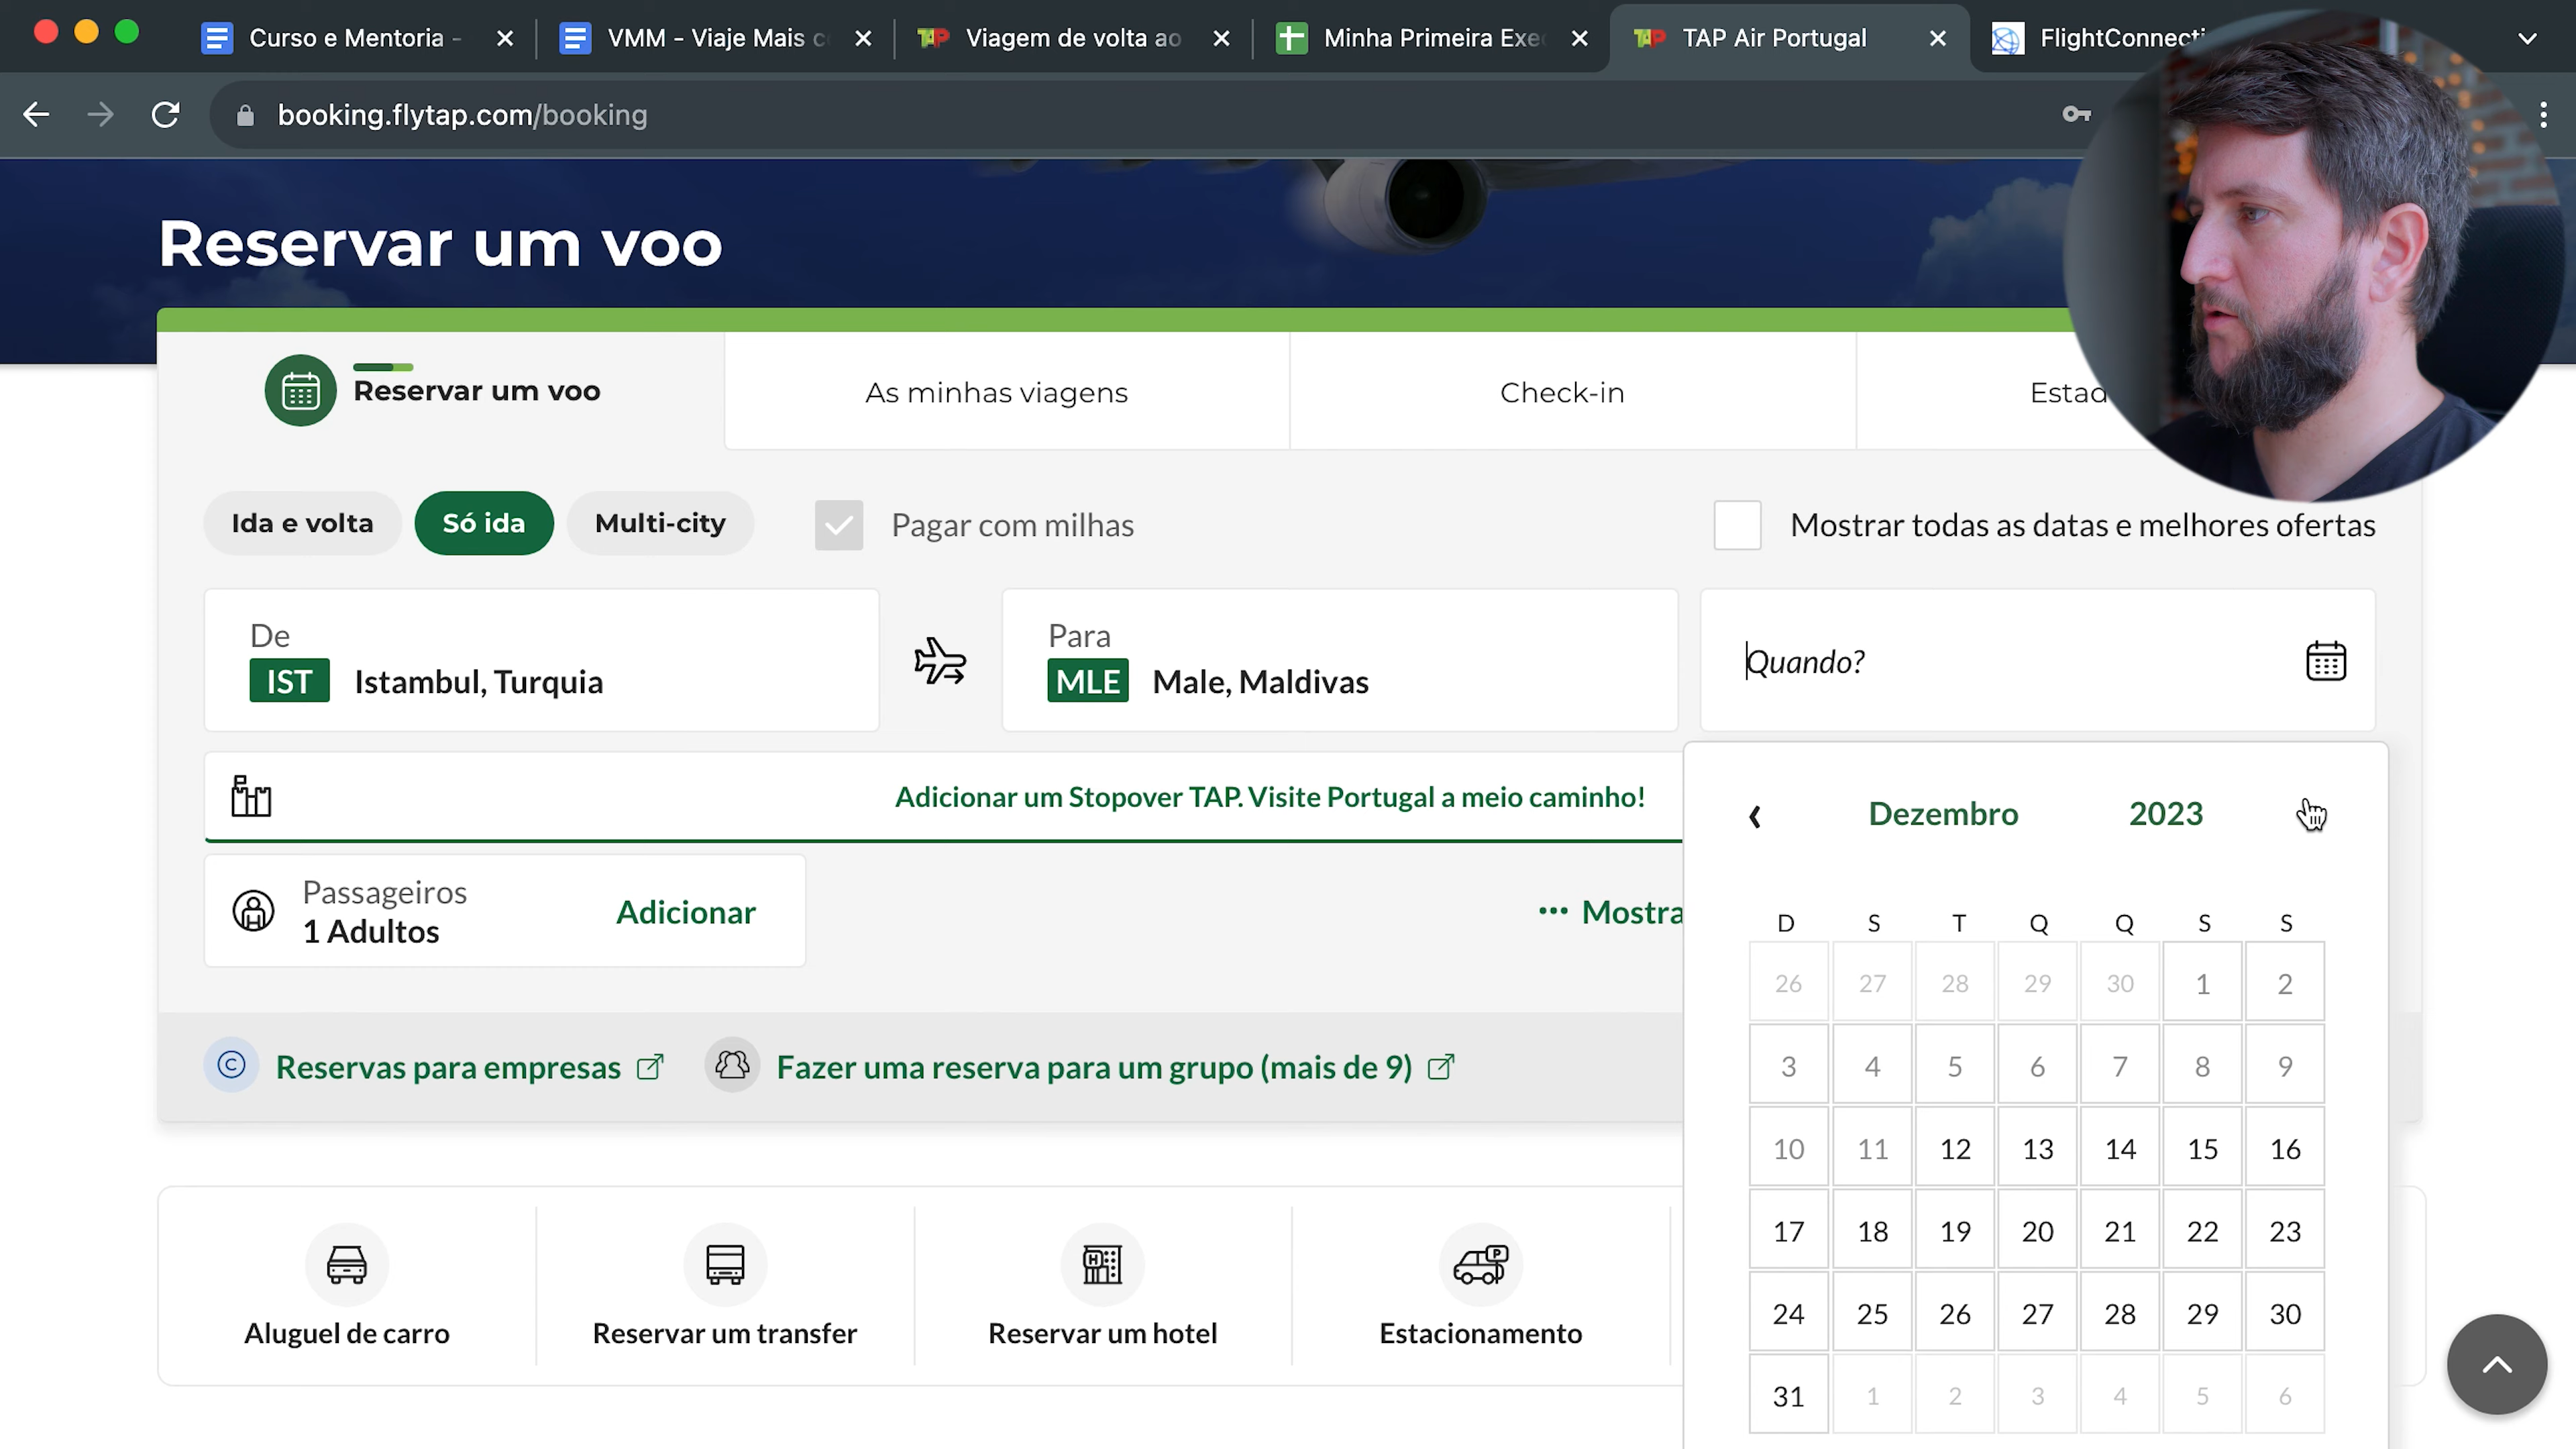 Curso e Mentoria -
VMM - Viaje Mais c
TAP Viagem de volta ao
Minha Primeira Exe
TAP TAP Air Portugal
FlightConnecti
booking.flytap.com/booking
Reservar um voo
Reservar um voo
As minhas viagens
Check-in
Estad
Ida e volta
Só ida
Multi-city
Pagar com milhas
Mostrar todas as datas e melhores ofertas
De
IST Istambul, Turquia
Para
MLE Male, Maldivas
Quando?
Adicionar um Stopover TAP. Visite Portugal a meio caminho!
Dezembro 2023
Passageiros
1 Adultos
Adicionar
Mostra
D S T Q Q S S
26 27 28 29 30 1 2
3 4 5 6 7 8 9
10 11 12 13 14 15 16
17 18 19 20 21 22 23
24 25 26 27 28 29 30
31 1 2 3 4 5 6
Reservas para empresas
Fazer uma reserva para um grupo (mais de 9)
Aluguel de carro
Reservar um transfer
Reservar um hotel
Estacionamento